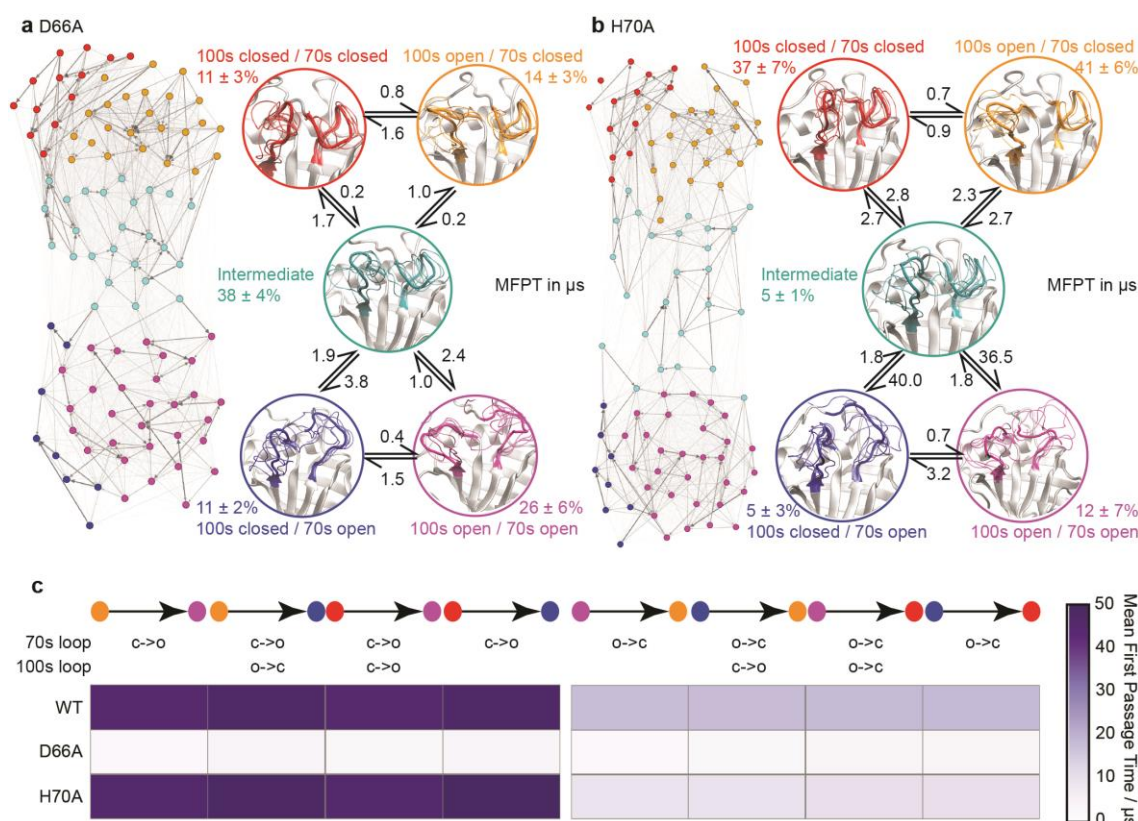 a D66A
100s closed / 70s closed
11 ± 3%
100s open / 70s closed
14 ± 3%
0.8
1.6
0.2
1.7
1.0
0.2
Intermediate
38 ± 4%
MFPT in µs
1.9
3.8
2.4
1.0
0.4
1.5
11 ± 2%
100s closed / 70s open
26 ± 6%
100s open / 70s open
b H70A
100s closed / 70s closed
37 ± 7%
100s open / 70s closed
41 ± 6%
0.7
0.9
2.8
2.7
2.3
2.7
Intermediate
5 ± 1%
MFPT in µs
1.8
40.0
36.5
1.8
0.7
3.2
5 ± 3%
100s closed / 70s open
12 ± 7%
100s open / 70s open
c
70s loop c->o c->o c->o c->o o->c o->c o->c o->c
100s loop o->c c->o c->o o->c
WT
D66A
H70A
50
40
30
20
10
0
Mean First Passage Time / µs